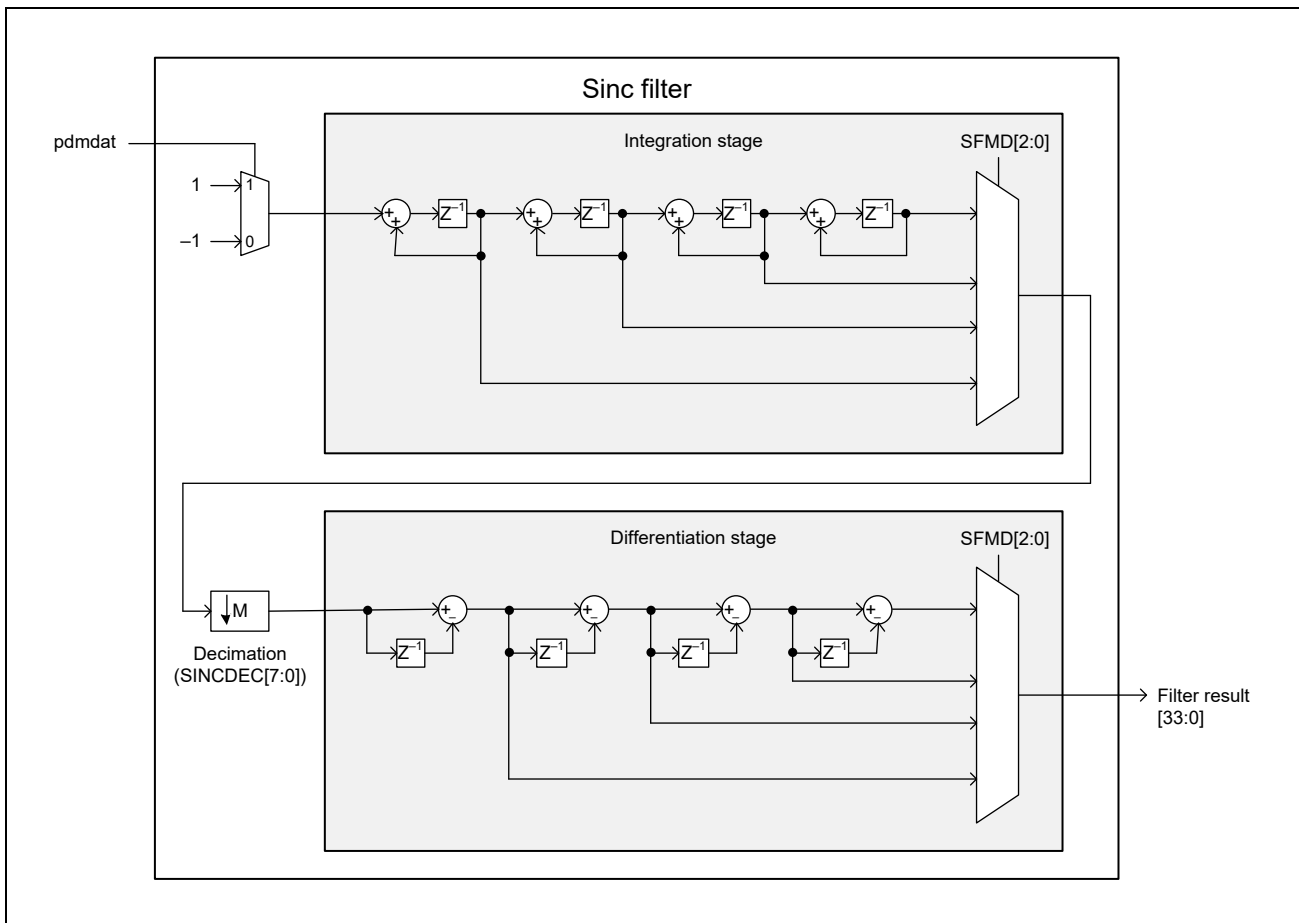 Sinc filter
pdmdat
Integration stage
SFMD[2:0]
1
1
–1
0
+
+
Z⁻¹
+
+
Z⁻¹
+
+
Z⁻¹
+
+
Z⁻¹
Differentiation stage
SFMD[2:0]
↓M
Decimation
(SINCDEC[7:0])
+
–
Z⁻¹
+
–
Z⁻¹
+
–
Z⁻¹
+
–
Z⁻¹
Filter result
[33:0]